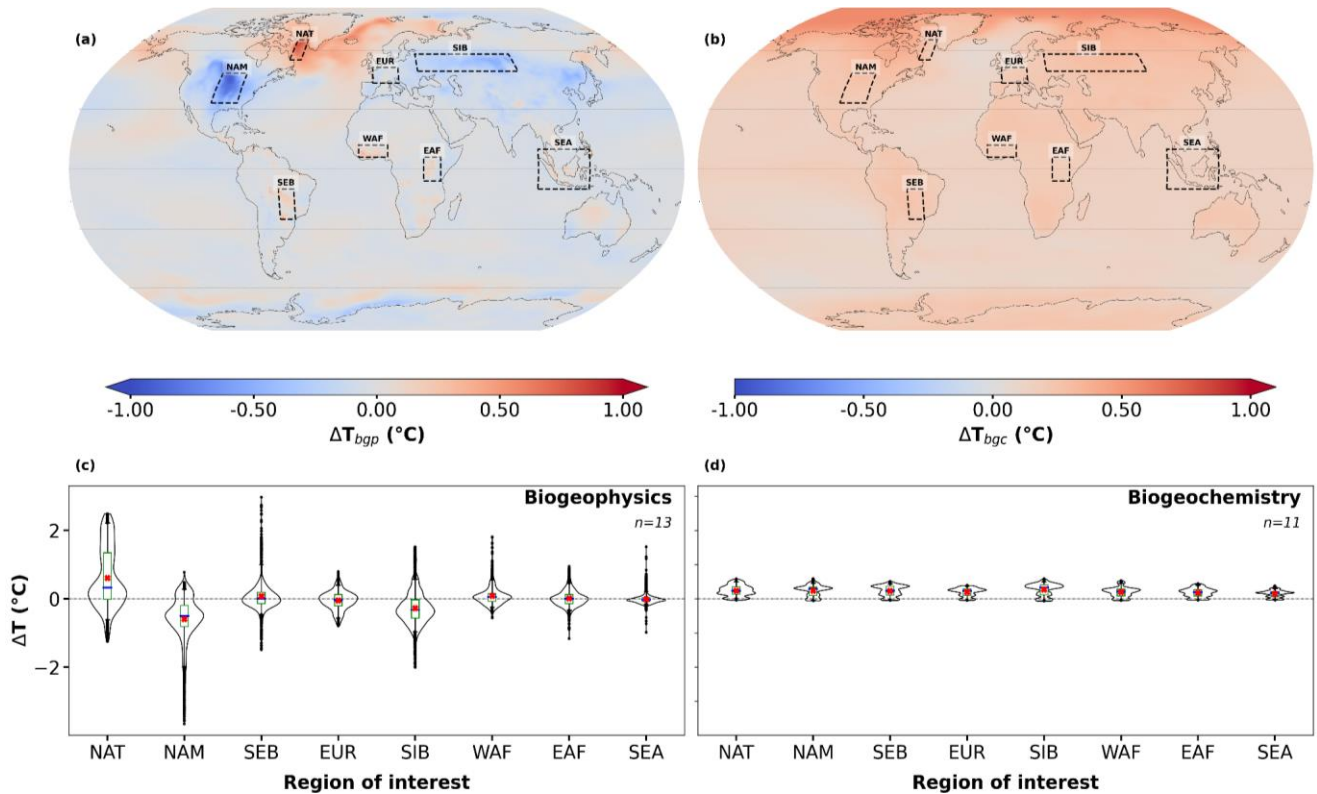 (a)
NAT
NAM
EUR
SIB
WAF
EAF
SEA
SEB
(b)
NAT
NAM
EUR
SIB
WAF
EAF
SEA
SEB
-1.00 -0.50 0.00 0.50 1.00
ΔT_bgp (°C)
-1.00 -0.50 0.00 0.50 1.00
ΔT_bgc (°C)
(c)
Biogeophysics
n=13
2
0
−2
ΔT (°C)
NAT NAM SEB EUR SIB WAF EAF SEA
Region of interest
(d)
Biogeochemistry
n=11
NAT NAM SEB EUR SIB WAF EAF SEA
Region of interest